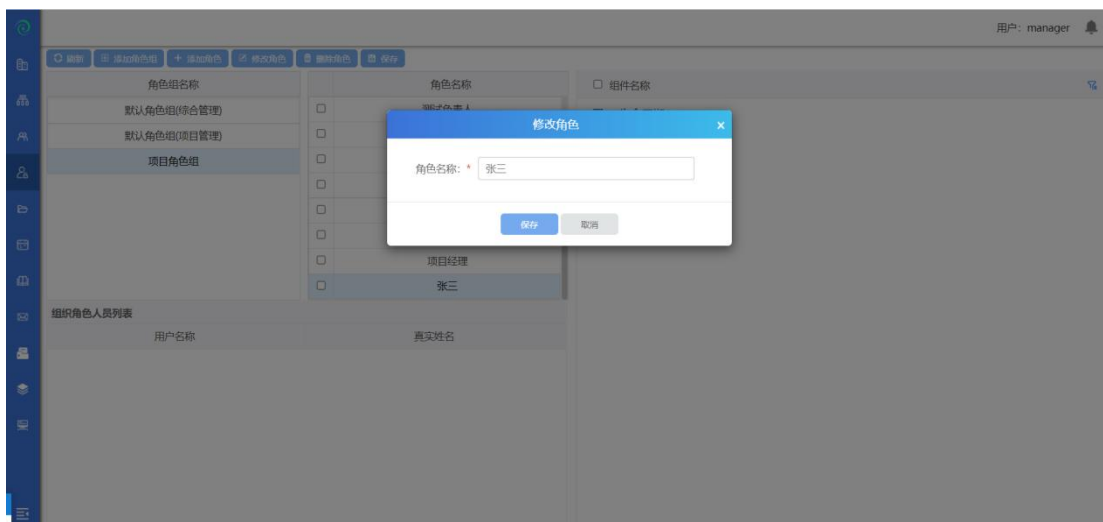 用户：manager
刷新 添加角色组 添加角色 修改角色 删除角色 保存
角色组名称 角色名称 组件名称
默认角色组(综合管理) 测试负责人
默认角色组(项目管理)
项目角色组
修改角色 x
角色名称: * 张三
保存 取消
项目经理
张三
组织角色人员列表
用户名称 真实姓名